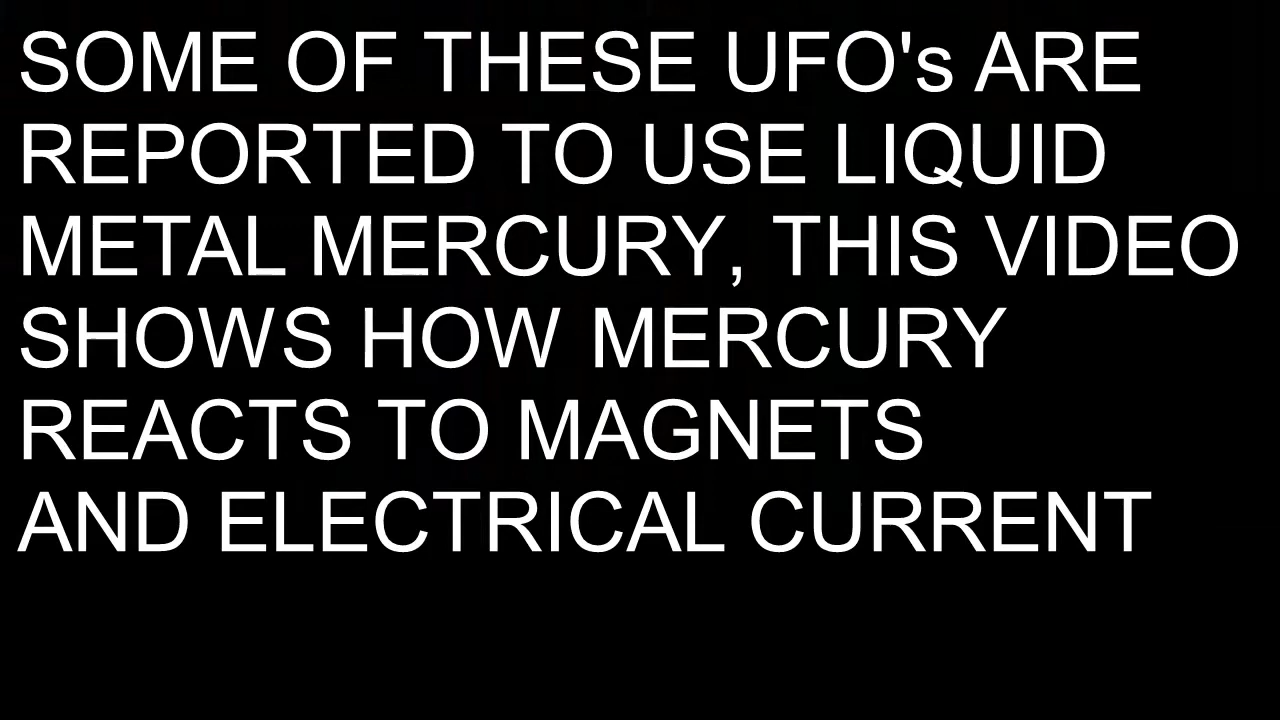 SOME OF THESE UFO's ARE
REPORTED TO USE LIQUID
METAL MERCURY, THIS VIDEO
SHOWS HOW MERCURY
REACTS TO MAGNETS
AND ELECTRICAL CURRENT